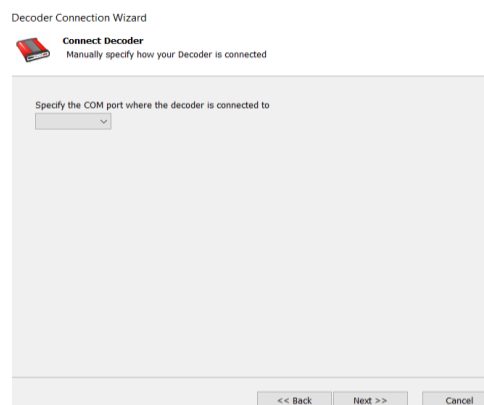 Decoder Connection Wizard
Connect Decoder
Manually specify how your Decoder is connected
Specify the COM port where the decoder is connected to
<< Back
Next >>
Cancel